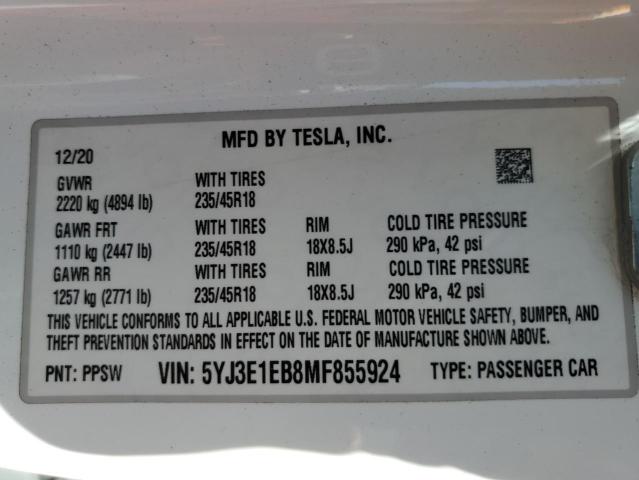 MFD BY TESLA, INC.
12/20
GVWR WITH TIRES
2220 kg (4894 lb) 235/45R18
GAWR FRT WITH TIRES RIM COLD TIRE PRESSURE
1110 kg (2447 lb) 235/45R18 18X8.5J 290 kPa, 42 psi
GAWR RR WITH TIRES RIM COLD TIRE PRESSURE
1257 kg (2771 lb) 235/45R18 18X8.5J 290 kPa, 42 psi
THIS VEHICLE CONFORMS TO ALL APPLICABLE U.S. FEDERAL MOTOR VEHICLE SAFETY, BUMPER, AND
THEFT PREVENTION STANDARDS IN EFFECT ON THE DATE OF MANUFACTURE SHOWN ABOVE.
PNT: PPSW VIN: 5YJ3E1EB8MF855924 TYPE: PASSENGER CAR